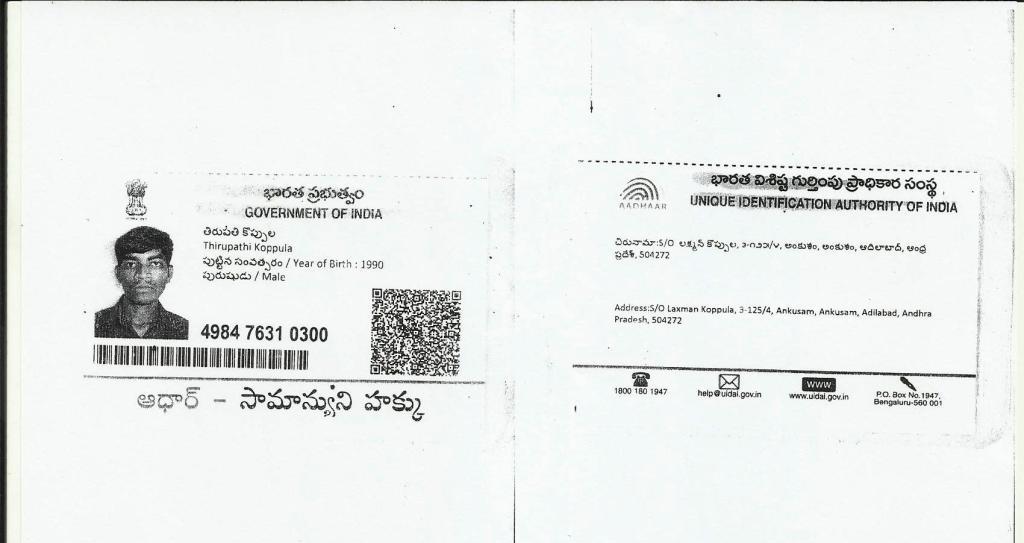 భారత ప్రభుత్వం
GOVERNMENT OF INDIA
తిరుపతి కొప్పుల
Thirupathi Koppula
పుట్టిన సంవత్సరం / Year of Birth : 1990
పురుషుడు / Male
4984 7631 0300
ఆధార్ - సామాన్యుని హక్కు
AADHAAR
భారత విశిష్ట గుర్తింపు ప్రాధికార సంస్థ
UNIQUE IDENTIFICATION AUTHORITY OF INDIA
చిరునామా:S/O లక్ష్మన్ కొప్పుల, ౩-౧౨౫/౪, అంకుశం, అంకుశం, ఆదిలాబాద్, ఆంధ్ర
ప్రదేశ్, 504272
Address:S/O Laxman Koppula, 3-125/4, Ankusam, Ankusam, Adilabad, Andhra
Pradesh, 504272
1800 180 1947
help@uidai.gov.in
www
www.uidai.gov.in
P.O. Box No.1947,
Bengaluru-560 001